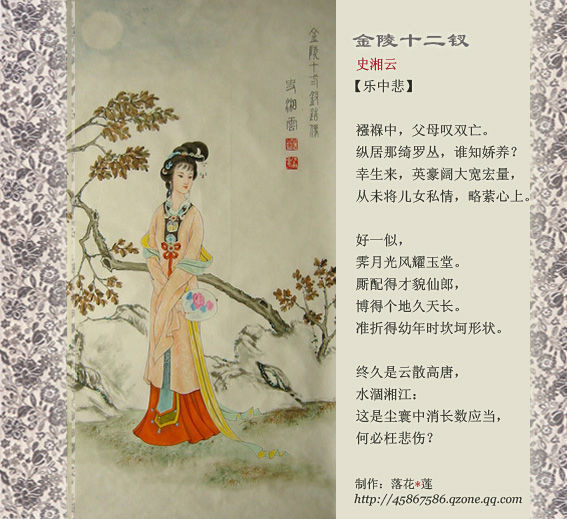 金陵十二钗
史湘云
【乐中悲】
襁褓中，父母叹双亡。
纵居那绮罗丛，谁知娇养？
幸生来，英豪阔大宽宏量，
从未将儿女私情，略萦心上。
好一似，
霁月光风耀玉堂。
厮配得才貌仙郎，
博得个地久天长。
准折得幼年时坎坷形状。
终久是云散高唐，
水涸湘江：
这是尘寰中消长数应当，
何必枉悲伤？
制作：落花*莲
http://45867586.qzone.qq.com
史湘雲